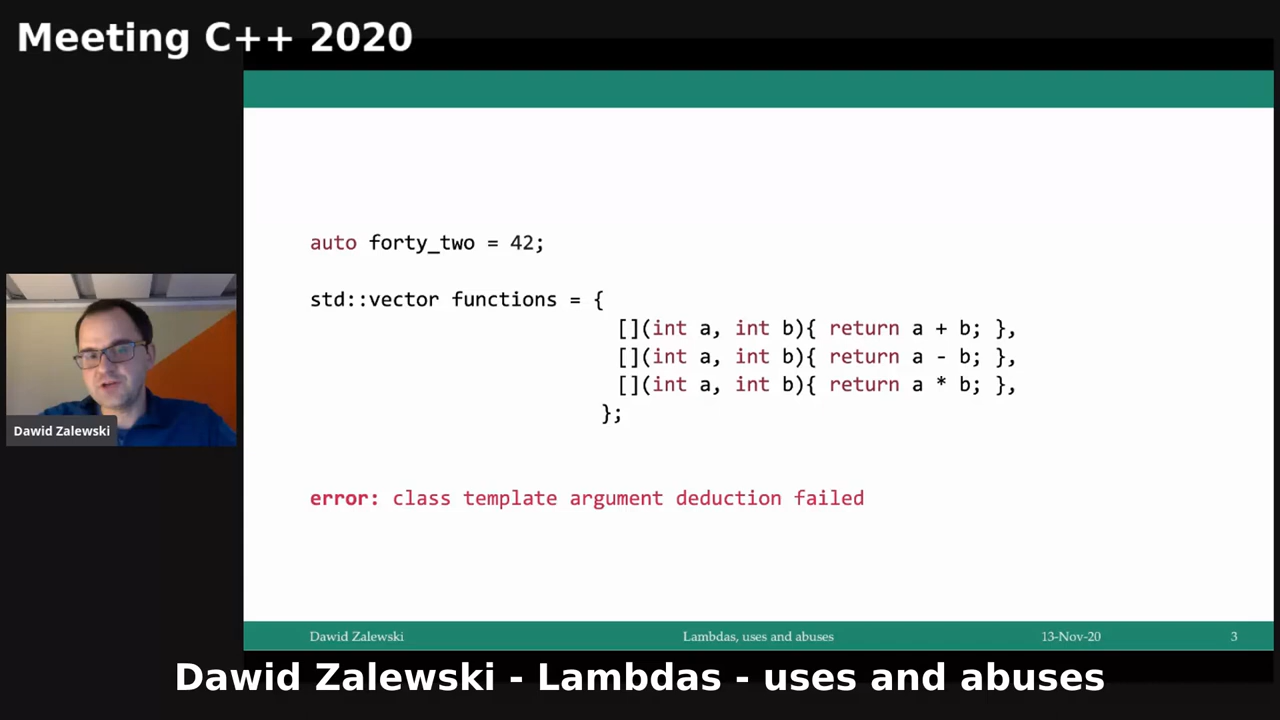 Meeting C++ 2020
auto forty_two = 42;
std::vector functions = {
[](int a, int b){ return a + b; },
[](int a, int b){ return a - b; },
[](int a, int b){ return a * b; },
};
error: class template argument deduction failed
Dawid Zalewski
Dawid Zalewski Lambdas, uses and abuses 13-Nov-20 3
Dawid Zalewski - Lambdas - uses and abuses